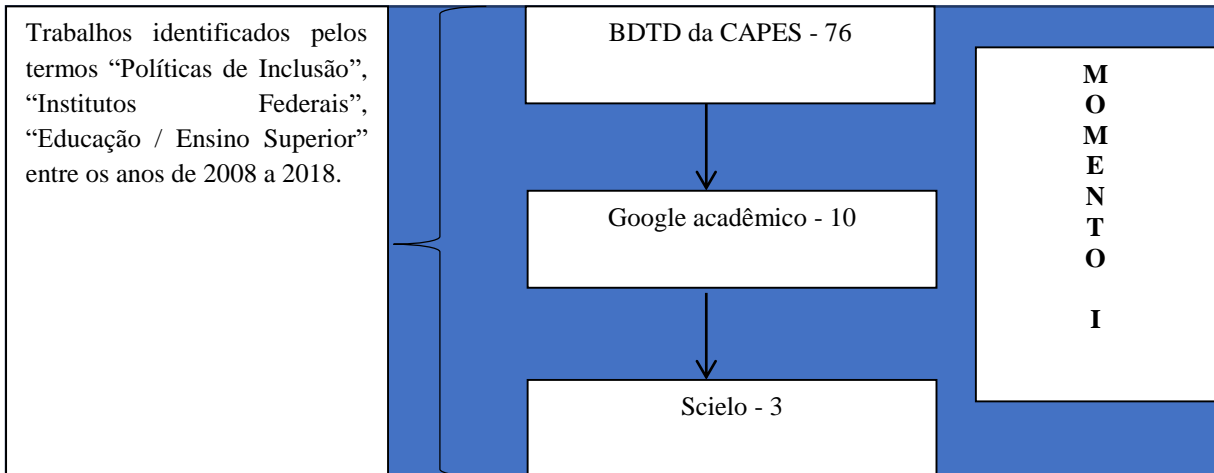 Trabalhos identificados pelos
termos “Políticas de Inclusão”,
“Institutos Federais”,
“Educação / Ensino Superior”
entre os anos de 2008 a 2018.
BDTD da CAPES - 76
Google acadêmico - 10
Scielo - 3
M
O
M
E
N
T
O
I